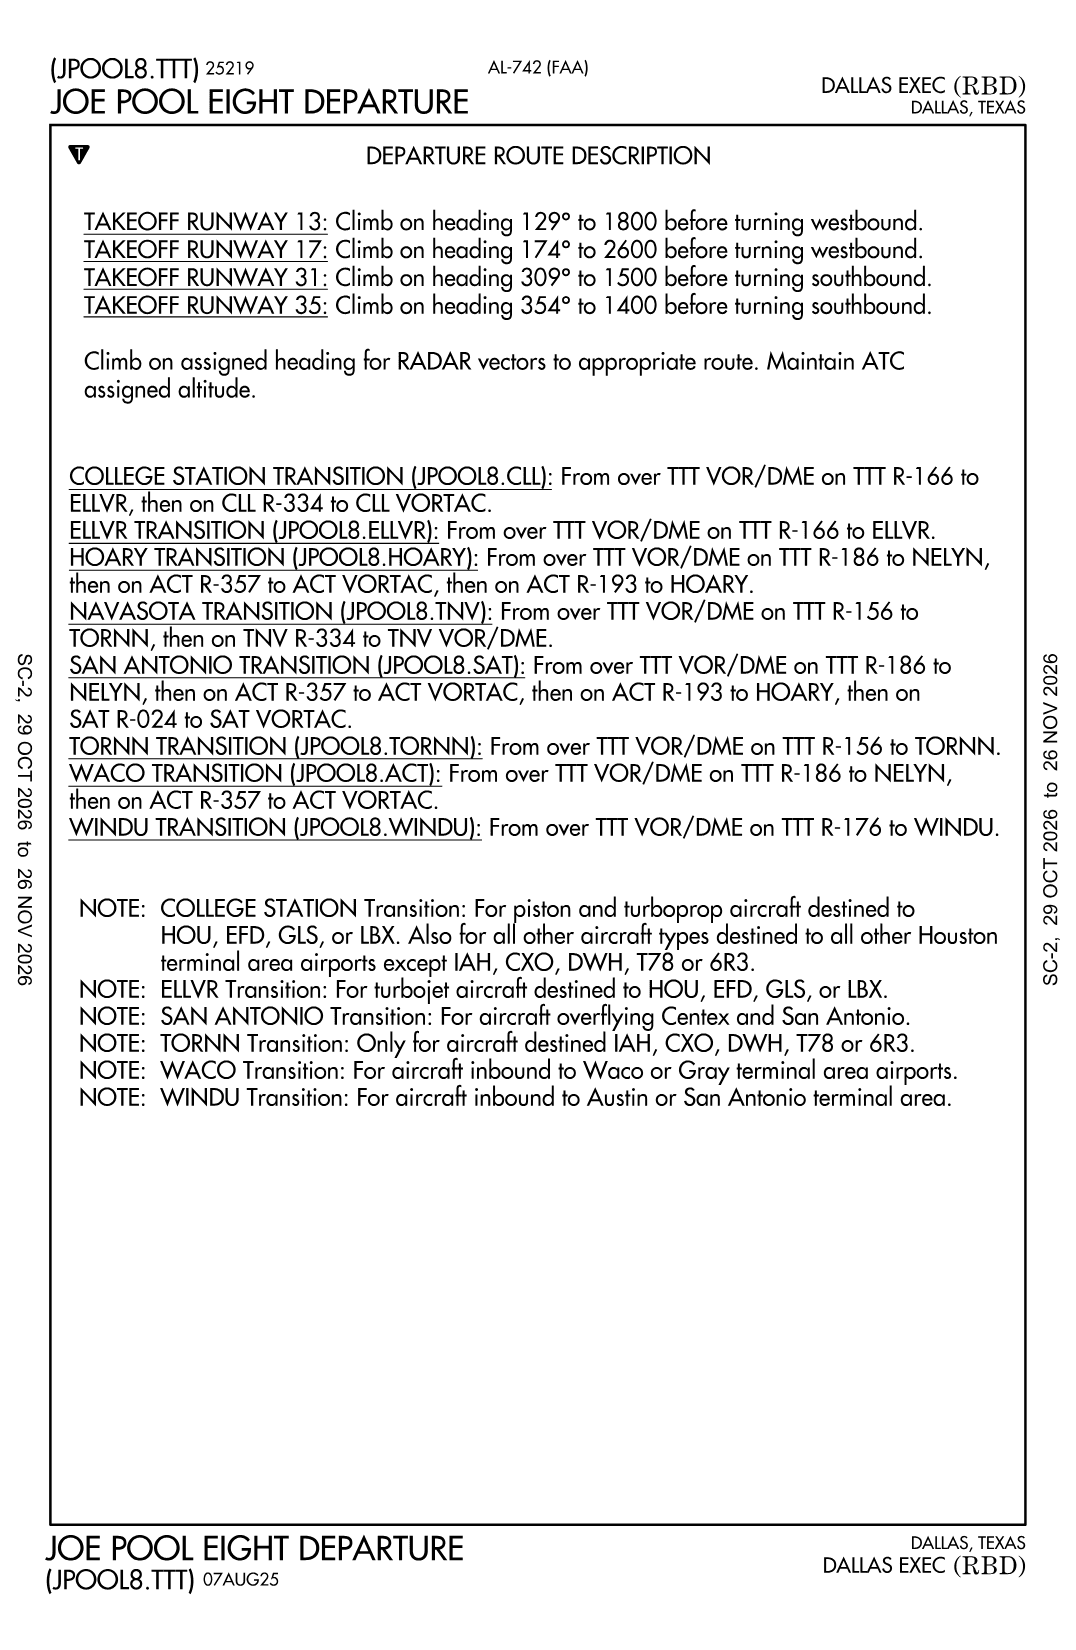 (JPOOL8.TTT) 25219
AL-742 (FAA)
DALLAS EXEC (RBD)
JOE POOL EIGHT DEPARTURE
DALLAS, TEXAS
T
DEPARTURE ROUTE DESCRIPTION
TAKEOFF RUNWAY 13: Climb on heading 129° to 1800 before turning westbound.
TAKEOFF RUNWAY 17: Climb on heading 174° to 2600 before turning westbound.
TAKEOFF RUNWAY 31: Climb on heading 309° to 1500 before turning southbound.
TAKEOFF RUNWAY 35: Climb on heading 354° to 1400 before turning southbound.
Climb on assigned heading for RADAR vectors to appropriate route. Maintain ATC
assigned altitude.
COLLEGE STATION TRANSITION (JPOOL8.CLL): From over TTT VOR/DME on TTT R-166 to
ELLVR, then on CLL R-334 to CLL VORTAC.
ELLVR TRANSITION (JPOOL8.ELLVR): From over TTT VOR/DME on TTT R-166 to ELLVR.
HOARY TRANSITION (JPOOL8.HOARY): From over TTT VOR/DME on TTT R-186 to NELYN,
then on ACT R-357 to ACT VORTAC, then on ACT R-193 to HOARY.
NAVASOTA TRANSITION (JPOOL8.TNV): From over TTT VOR/DME on TTT R-156 to
TORNN, then on TNV R-334 to TNV VOR/DME.
SAN ANTONIO TRANSITION (JPOOL8.SAT): From over TTT VOR/DME on TTT R-186 to
NELYN, then on ACT R-357 to ACT VORTAC, then on ACT R-193 to HOARY, then on
SAT R-024 to SAT VORTAC.
TORNN TRANSITION (JPOOL8.TORNN): From over TTT VOR/DME on TTT R-156 to TORNN.
WACO TRANSITION (JPOOL8.ACT): From over TTT VOR/DME on TTT R-186 to NELYN,
then on ACT R-357 to ACT VORTAC.
WINDU TRANSITION (JPOOL8.WINDU): From over TTT VOR/DME on TTT R-176 to WINDU.
NOTE: COLLEGE STATION Transition: For piston and turboprop aircraft destined to
HOU, EFD, GLS, or LBX. Also for all other aircraft types destined to all other Houston
terminal area airports except IAH, CXO, DWH, T78 or 6R3.
NOTE: ELLVR Transition: For turbojet aircraft destined to HOU, EFD, GLS, or LBX.
NOTE: SAN ANTONIO Transition: For aircraft overflying Centex and San Antonio.
NOTE: TORNN Transition: Only for aircraft destined IAH, CXO, DWH, T78 or 6R3.
NOTE: WACO Transition: For aircraft inbound to Waco or Gray terminal area airports.
NOTE: WINDU Transition: For aircraft inbound to Austin or San Antonio terminal area.
SC-2, 29 OCT 2026 to 26 NOV 2026
SC-2, 29 OCT 2026 to 26 NOV 2026
JOE POOL EIGHT DEPARTURE
DALLAS, TEXAS
(JPOOL8.TTT) 07AUG25
DALLAS EXEC (RBD)